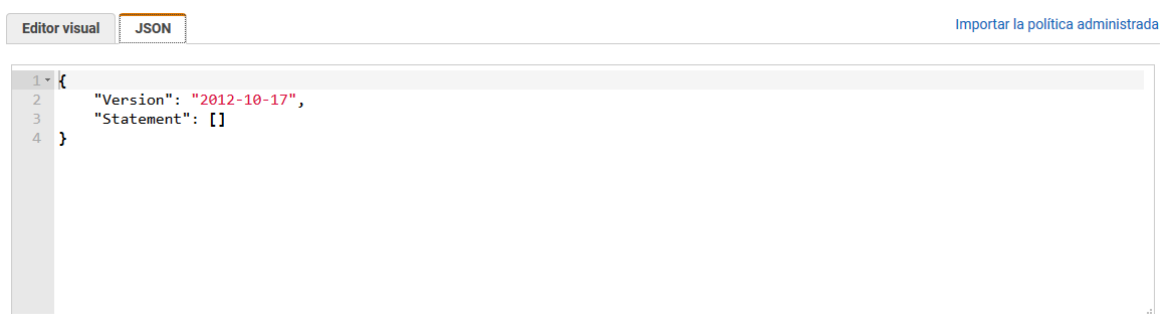 Editor visual JSON Importar la política administrada
1 {
2 "Version": "2012-10-17",
3 "Statement": []
4 }